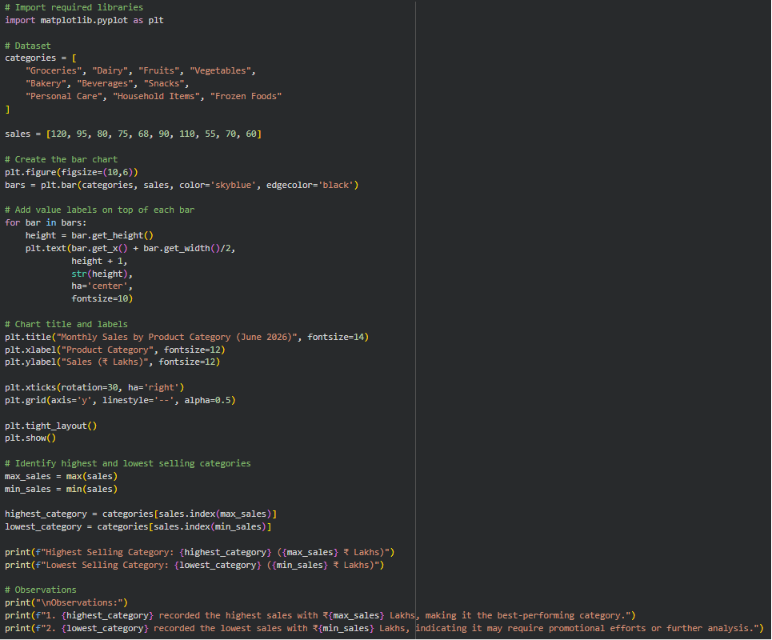 # Import required libraries
import matplotlib.pyplot as plt
# Dataset
categories = [
"Groceries", "Dairy", "Fruits", "Vegetables",
"Bakery", "Beverages", "Snacks",
"Personal Care", "Household Items", "Frozen Foods"
]
sales = [120, 95, 80, 75, 68, 90, 110, 55, 70, 60]
# Create the bar chart
plt.figure(figsize=(10,6))
bars = plt.bar(categories, sales, color='skyblue', edgecolor='black')
# Add value labels on top of each bar
for bar in bars:
height = bar.get_height()
plt.text(bar.get_x() + bar.get_width()/2,
height + 1,
str(height),
ha='center',
fontsize=10)
# Chart title and labels
plt.title("Monthly Sales by Product Category (June 2026)", fontsize=14)
plt.xlabel("Product Category", fontsize=12)
plt.ylabel("Sales (₹ Lakhs)", fontsize=12)
plt.xticks(rotation=30, ha='right')
plt.grid(axis='y', linestyle='--', alpha=0.5)
plt.tight_layout()
plt.show()
# Identify highest and lowest selling categories
max_sales = max(sales)
min_sales = min(sales)
highest_category = categories[sales.index(max_sales)]
lowest_category = categories[sales.index(min_sales)]
print(f"Highest Selling Category: {highest_category} ({max_sales} ₹ Lakhs)")
print(f"Lowest Selling Category: {lowest_category} ({min_sales} ₹ Lakhs)")
# Observations
print("\nObservations:")
print(f"1. {highest_category} recorded the highest sales with ₹{max_sales} Lakhs, making it the best-performing category.")
print(f"2. {lowest_category} recorded the lowest sales with ₹{min_sales} Lakhs, indicating it may require promotional efforts or further analysis.")